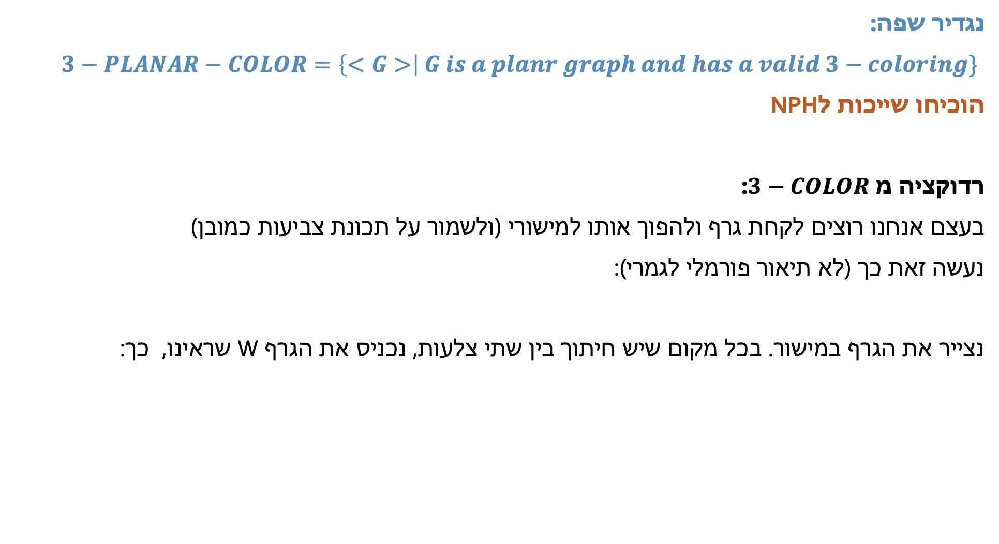 נגדיר שפה:
3 − PLANAR − COLOR = {< G >| G is a planr graph and has a valid 3 − coloring}
הוכיחו שייכות לNPH
רדוקציה מ 3 − COLOR:
בעצם אנחנו רוצים לקחת גרף ולהפוך אותו למישורי (ולשמור על תכונת צביעות כמובן)
נעשה זאת כך (לא תיאור פורמלי לגמרי):
נצייר את הגרף במישור. בכל מקום שיש חיתוך בין שתי צלעות, נכניס את הגרף W שראינו,  כך: